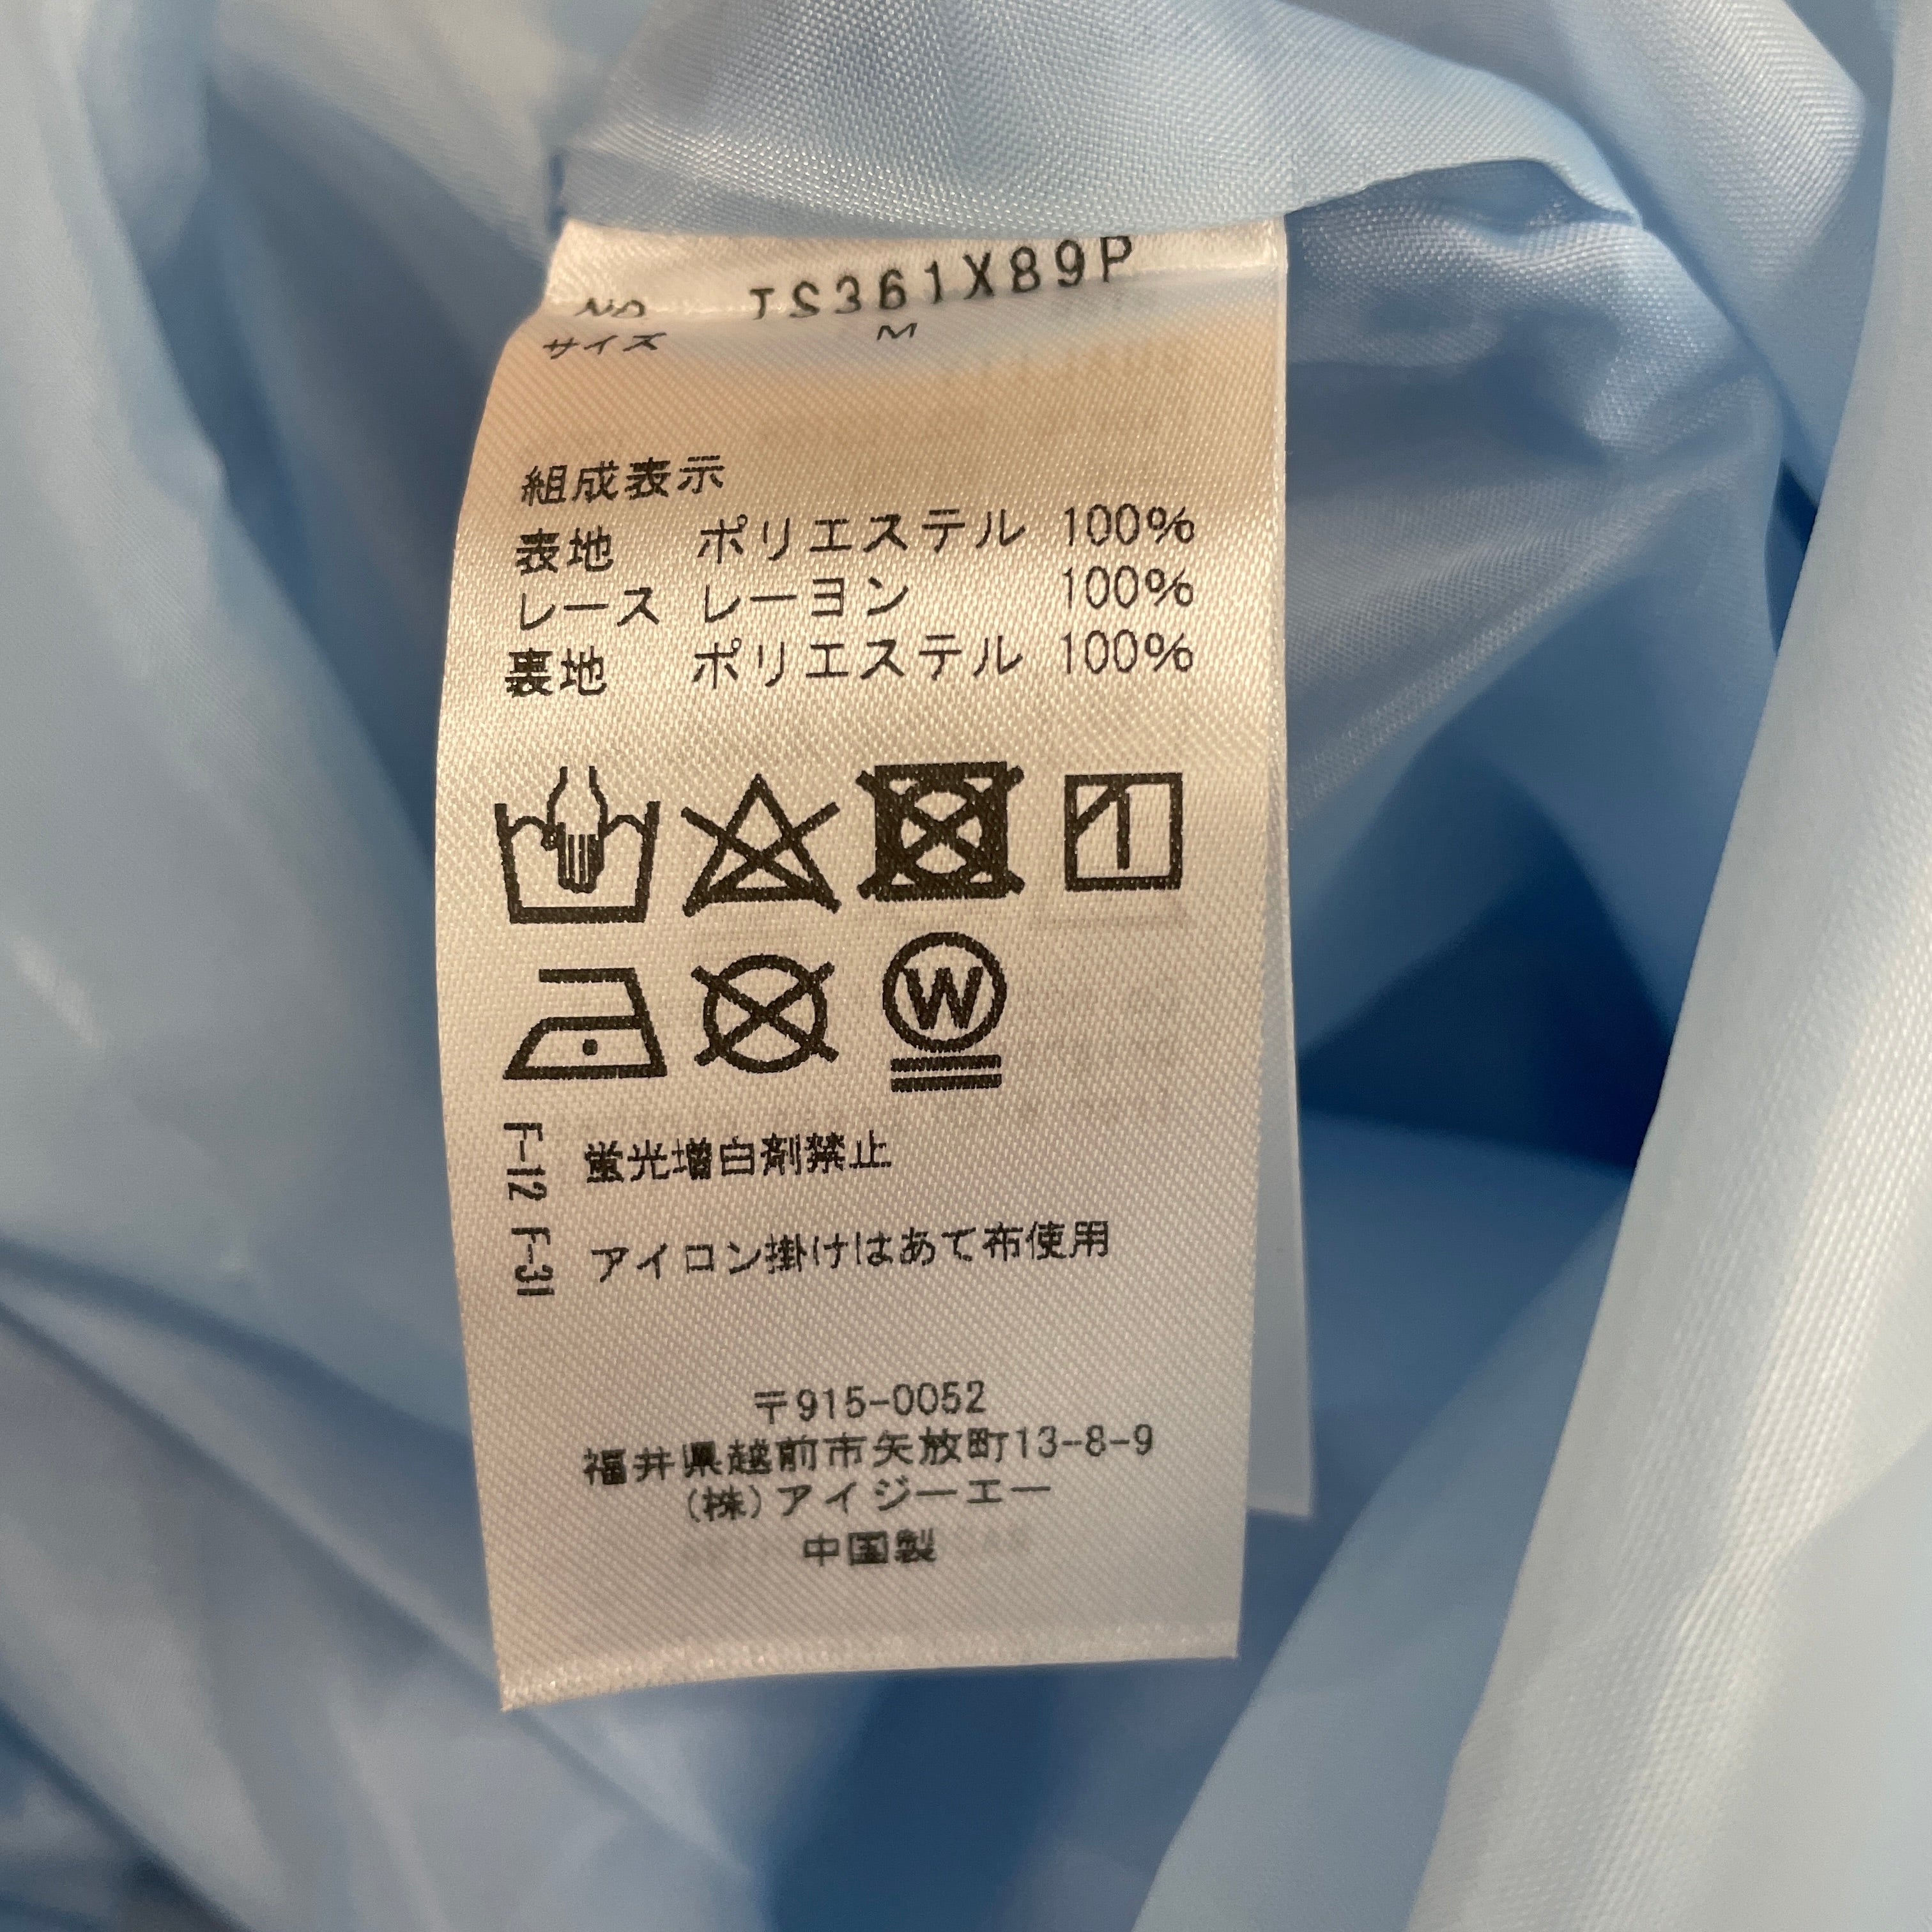 NO TS361X89P
サイズ M
組成表示
表地 ポリエステル 100%
レース レーヨン 100%
裏地 ポリエステル 100%
W
F-12 蛍光増白剤禁止
F-31 アイロン掛けはあて布使用
〒915-0052
福井県越前市矢放町13-8-9
(株)アイジーエー
中国製